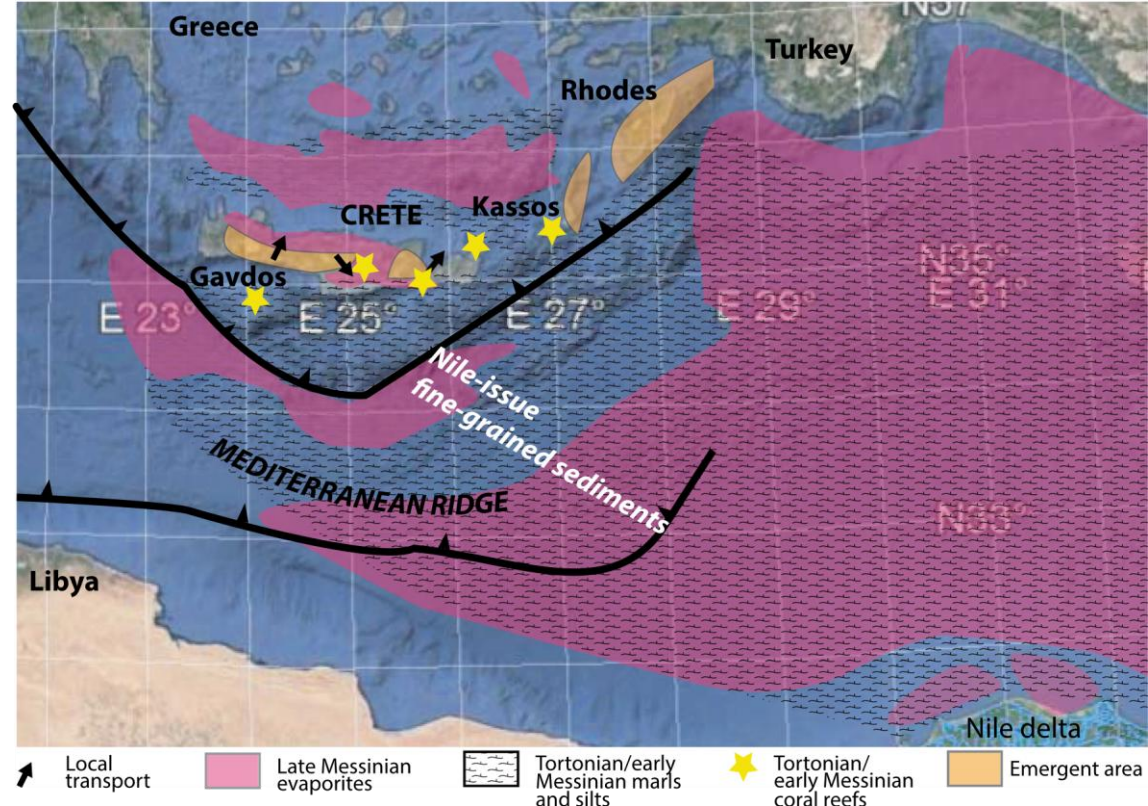 N37
Greece
Turkey
Rhodes
CRETE
Kassos
Gavdos
N35°
E 23°
E 25°
E 27°
E 29°
E 31°
Nile-issue
fine-grained sediments
MEDITERRANEAN RIDGE
N33°
Libya
Nile delta
Local
transport
Late Messinian
evaporites
Tortonian/early
Messinian marls
and silts
Tortonian/
early Messinian
coral reefs
Emergent area